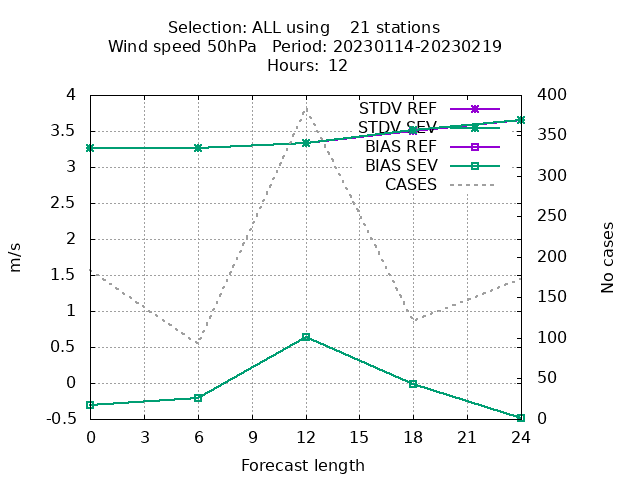 Selection: ALL using    21 stations
Wind speed 50hPa   Period: 20230114-20230219
Hours:  12
STDV REF
STDV SEV
BIAS REF
BIAS SEV
CASES
4
3.5
3
2.5
2
1.5
1
0.5
0
-0.5
400
350
300
250
200
150
100
50
0
m/s
No cases
0 3 6 9 12 15 18 21 24
Forecast length